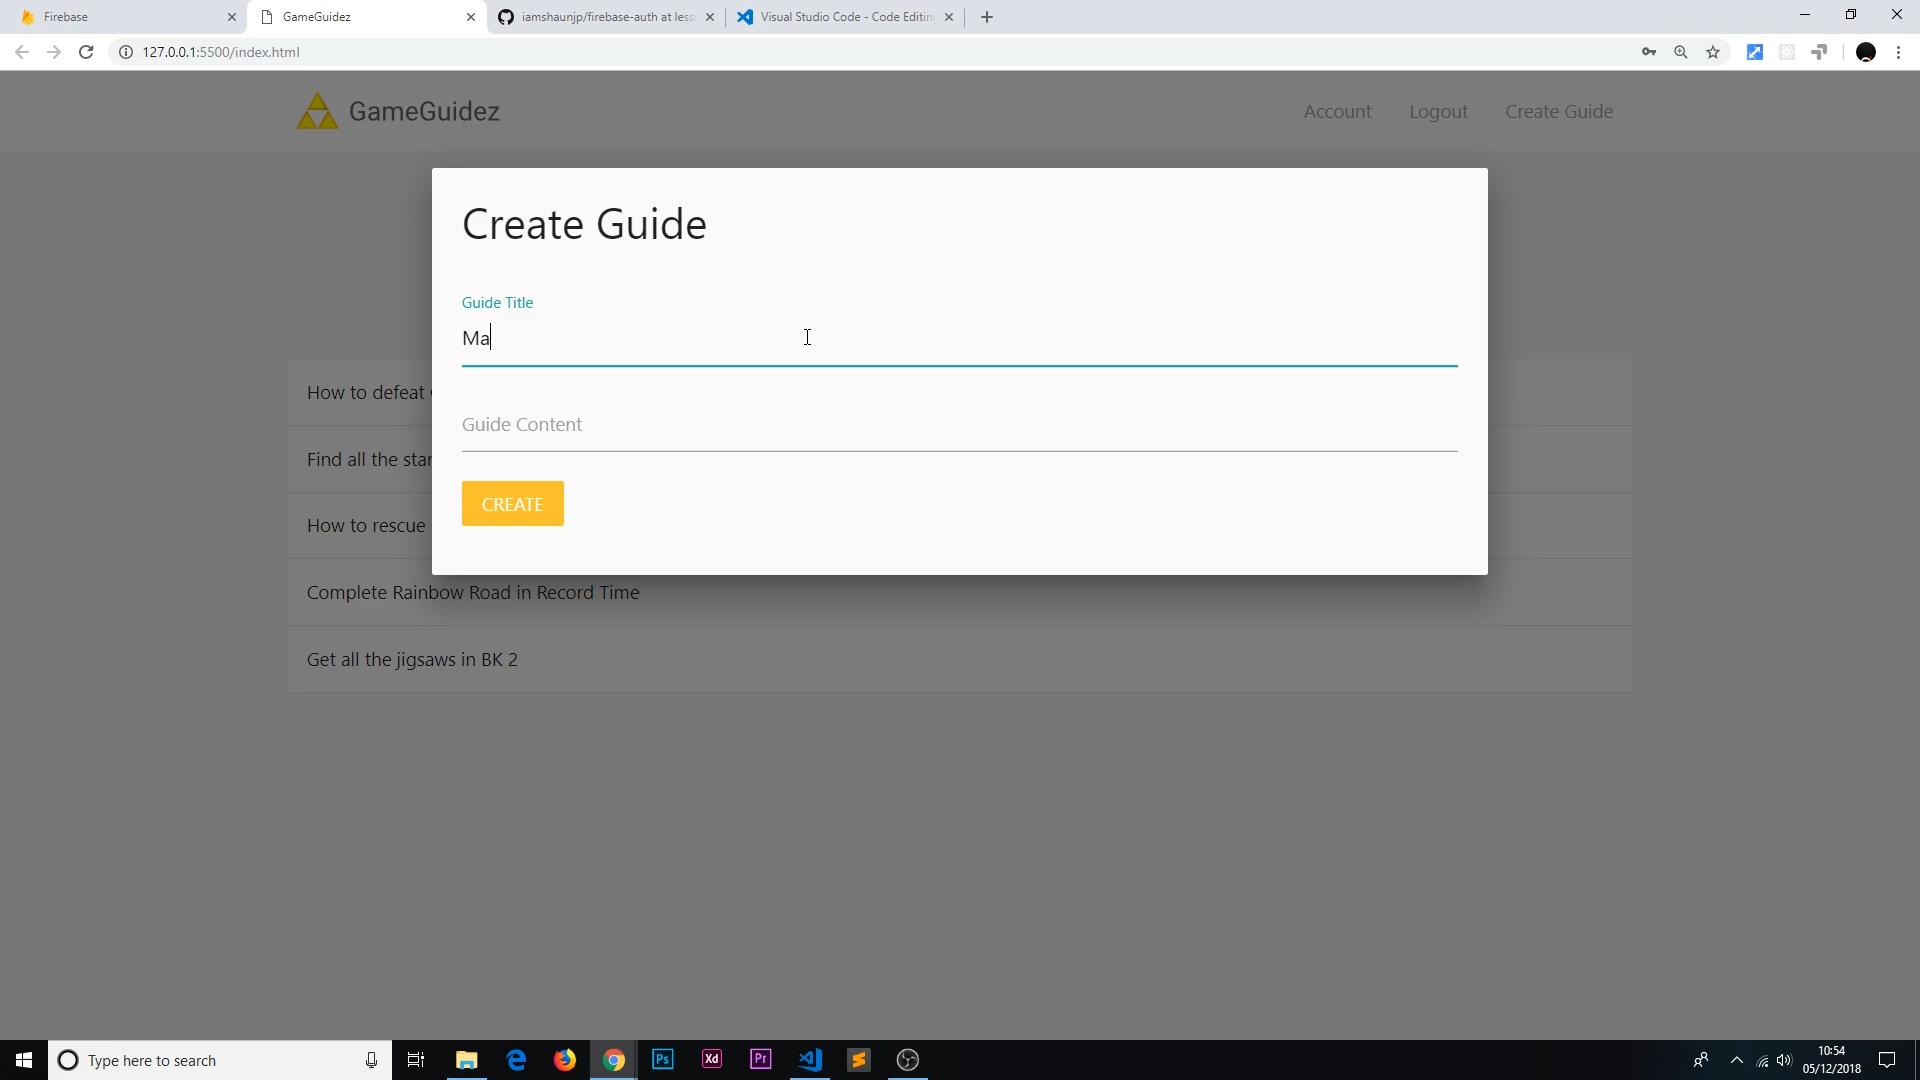 Firebase
GameGuidez
iamshaunjp/firebase-auth at less
Visual Studio Code - Code Editin
127.0.0.1:5500/index.html
GameGuidez
Account
Logout
Create Guide
Create Guide
Guide Title
Ma
How to defeat
Guide Content
Find all the star
CREATE
How to rescue
Complete Rainbow Road in Record Time
Get all the jigsaws in BK 2
Type here to search
Ps
Xd
Pr
10:54
05/12/2018